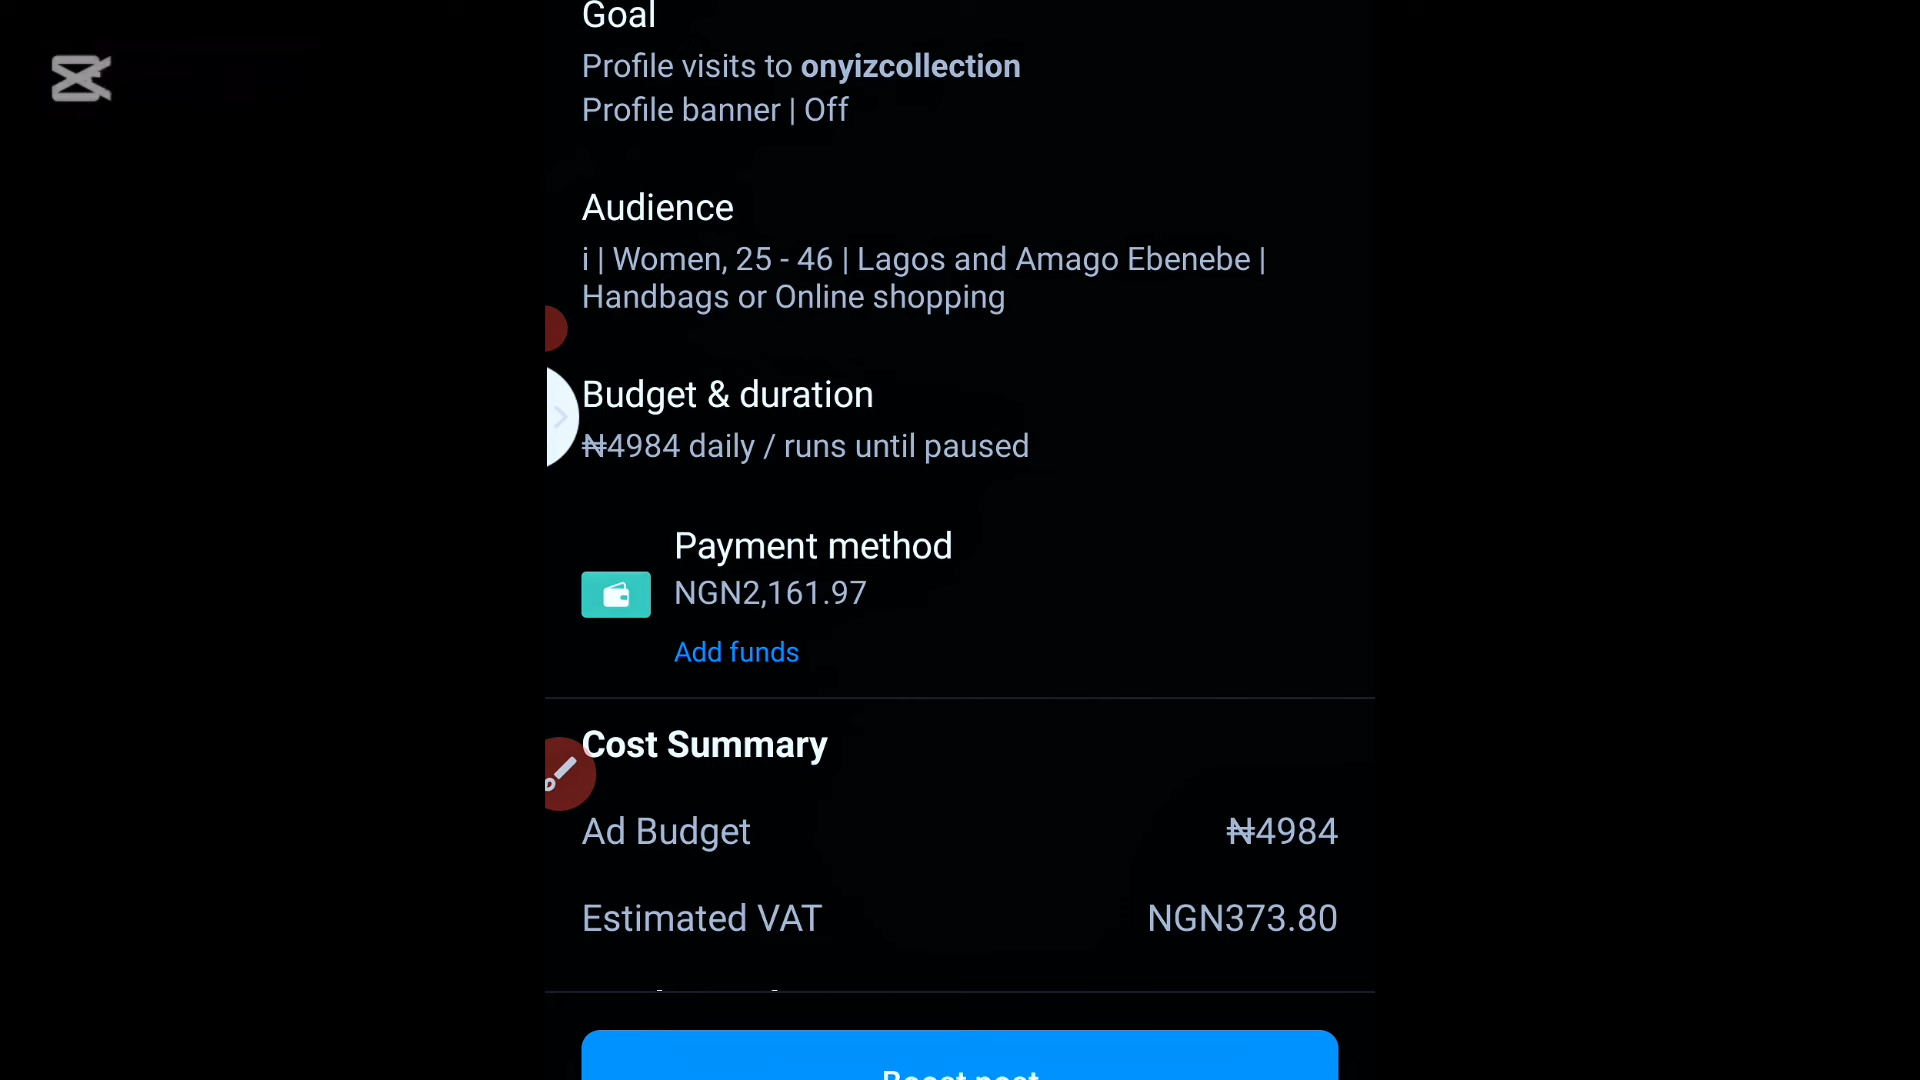 Goal
Profile visits to onyizcollection
Profile banner | Off
Audience
i | Women, 25 - 46 | Lagos and Amago Ebenebe |
Handbags or Online shopping
Budget & duration
₦4984 daily / runs until paused
Payment method
NGN2,161.97
Add funds
Cost Summary
Ad Budget ₦4984
Estimated VAT NGN373.80
Boost post